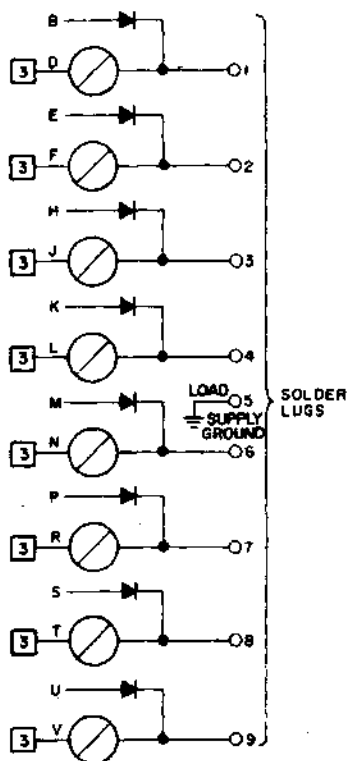 B
3 D 1
E
3 F 2
H
3 J 3
K
3 L 4
LOAD 5
SUPPLY
GROUND
SOLDER
LUGS
M
3 N 6
P
3 R 7
S
3 T 8
U
3 V 9